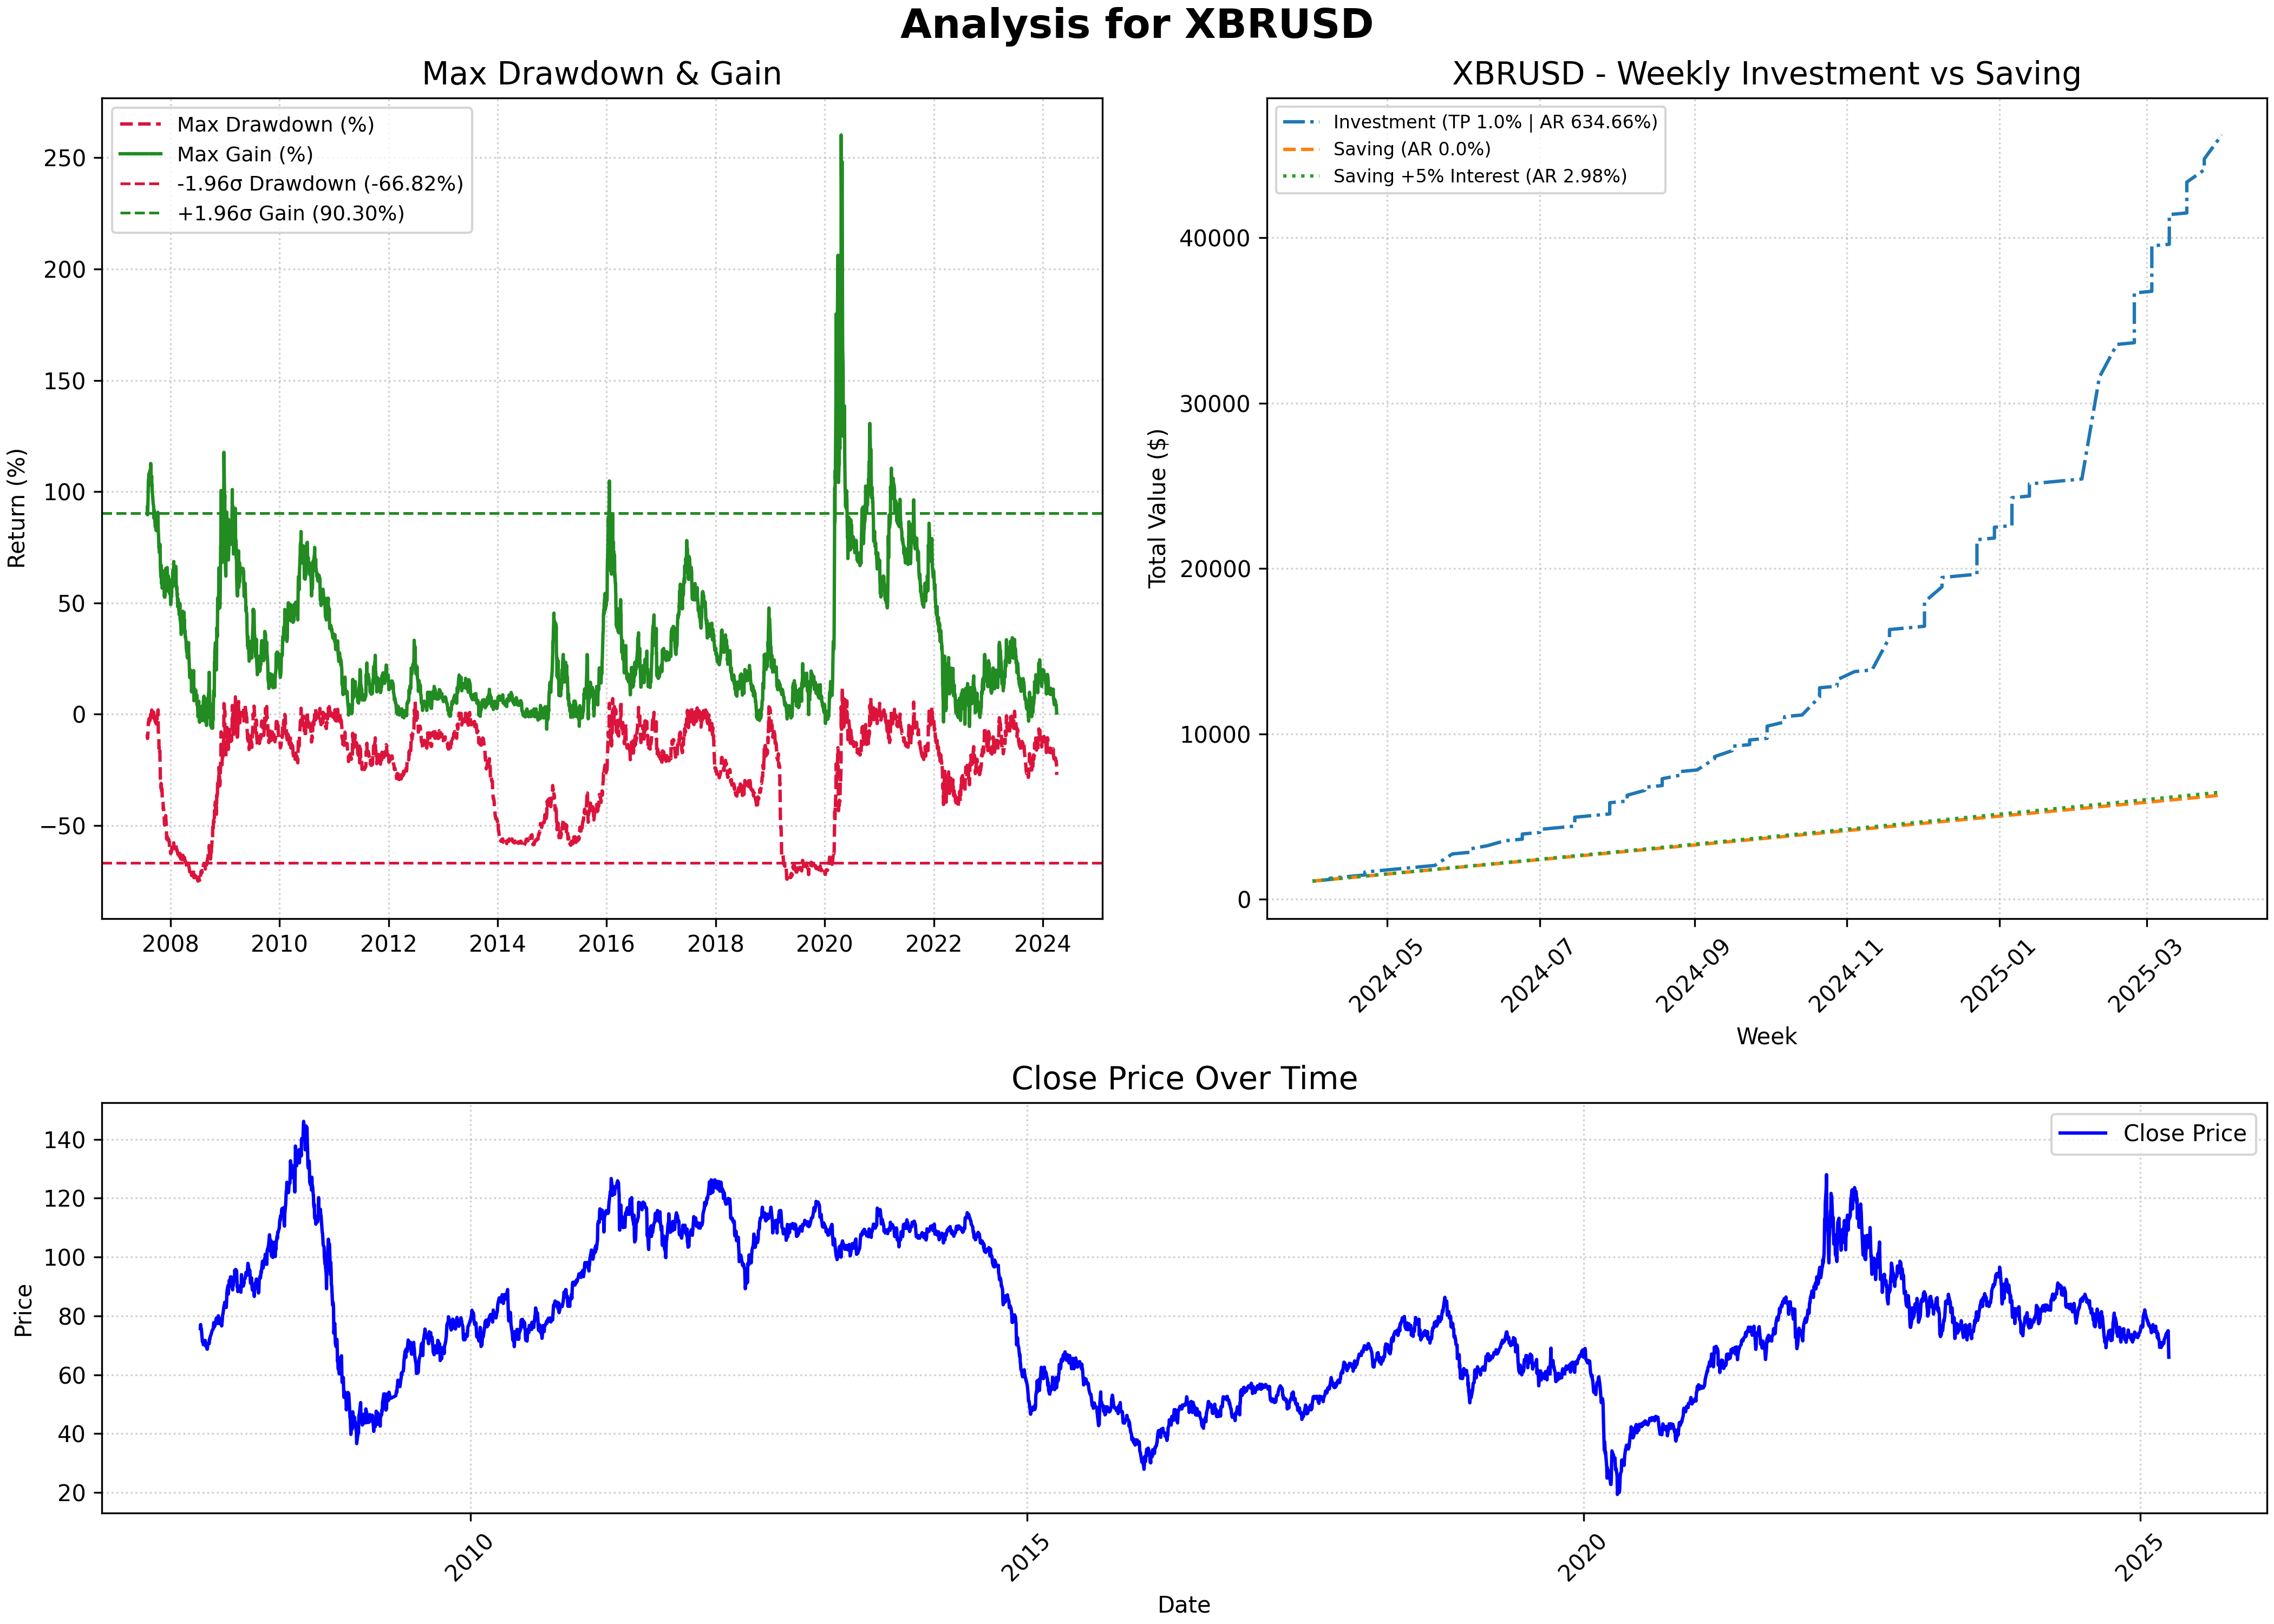 Analysis for XBRUSD
Max Drawdown & Gain
Max Drawdown (%)
Max Gain (%)
-1.96σ Drawdown (-66.82%)
+1.96σ Gain (90.30%)
Return (%)
250
200
150
100
50
0
−50
2008 2010 2012 2014 2016 2018 2020 2022 2024
XBRUSD - Weekly Investment vs Saving
Investment (TP 1.0% | AR 634.66%)
Saving (AR 0.0%)
Saving +5% Interest (AR 2.98%)
Total Value ($)
40000
30000
20000
10000
0
2024-05 2024-07 2024-09 2024-11 2025-01 2025-03
Week
Close Price Over Time
Close Price
Price
140
120
100
80
60
40
20
2010 2015 2020 2025
Date